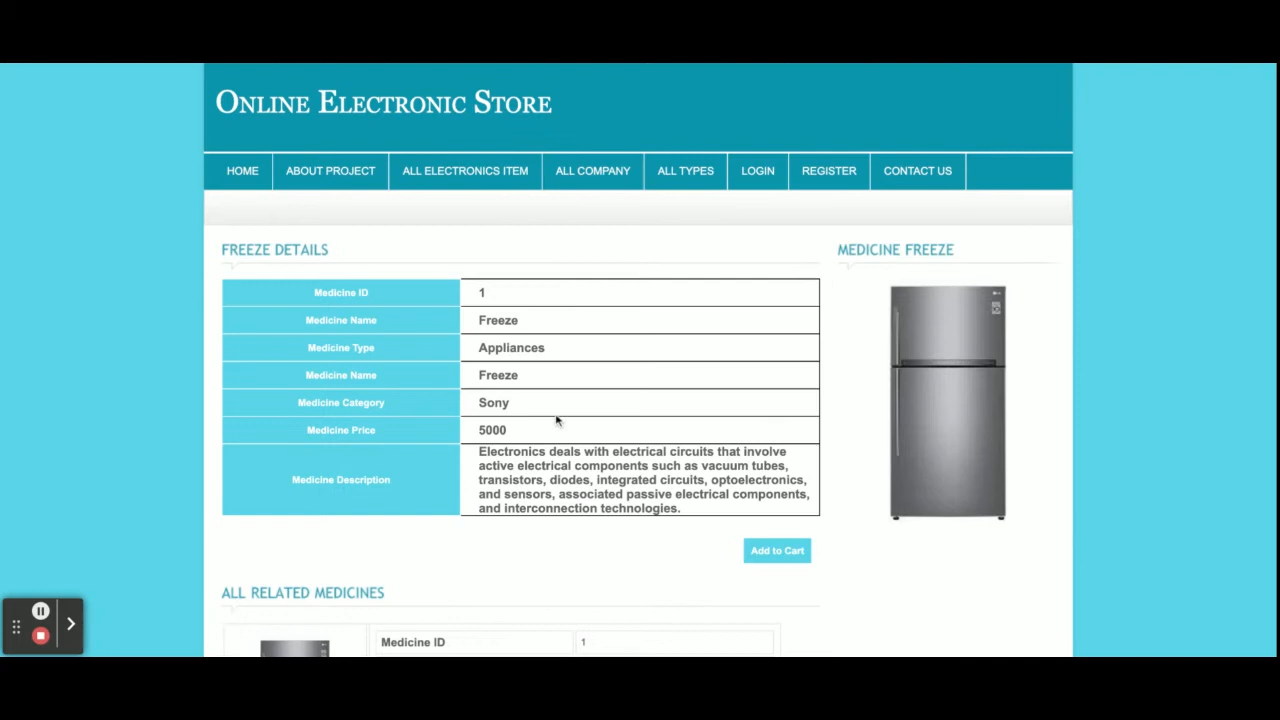 Online Electronic Store
HOME ABOUT PROJECT ALL ELECTRONICS ITEM ALL COMPANY ALL TYPES LOGIN REGISTER CONTACT US
FREEZE DETAILS
Medicine ID 1
Medicine Name Freeze
Medicine Type Appliances
Medicine Name Freeze
Medicine Category Sony
Medicine Price 5000
Medicine Description
Electronics deals with electrical circuits that involve
active electrical components such as vacuum tubes,
transistors, diodes, integrated circuits, optoelectronics,
and sensors, associated passive electrical components,
and interconnection technologies.
Add to Cart
MEDICINE FREEZE
ALL RELATED MEDICINES
Medicine ID 1